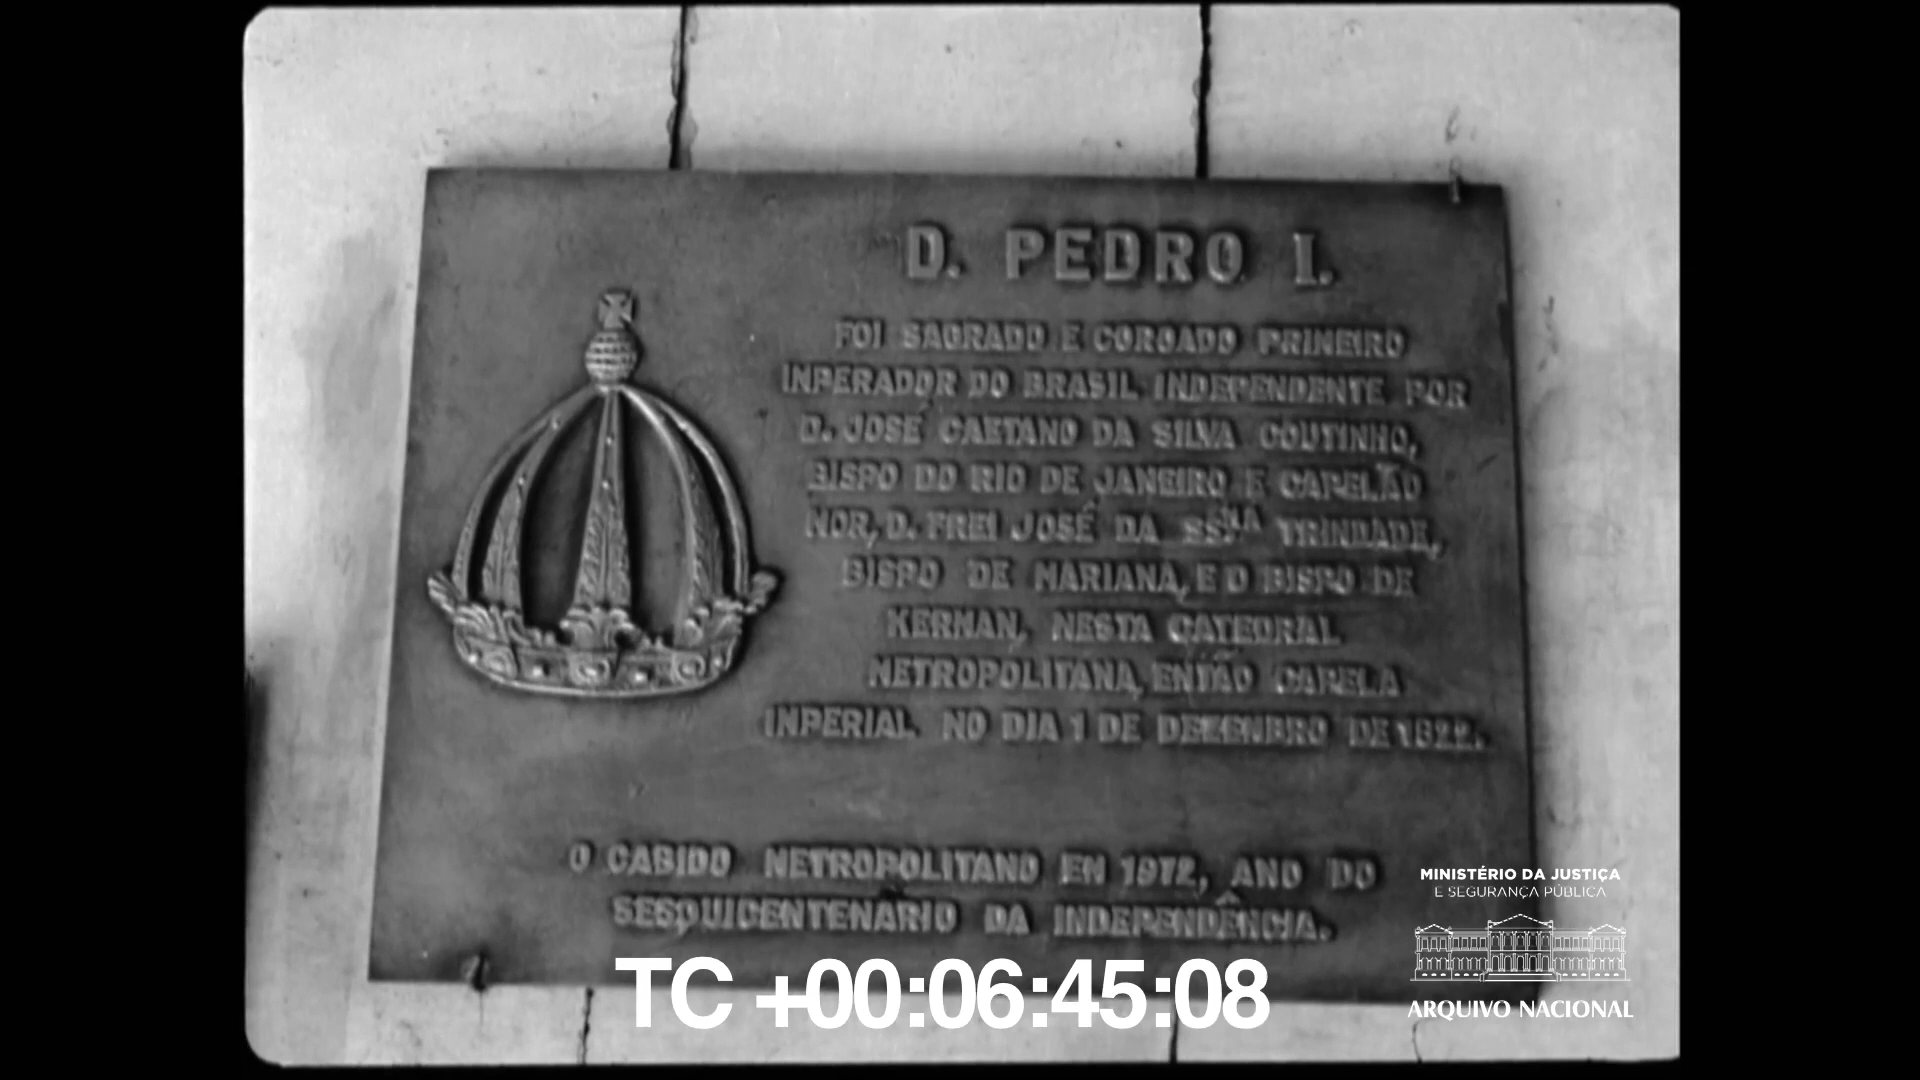 D. PEDRO I.
FOI SAGRADO E COROADO PRIMEIRO
IMPERADOR DO BRASIL INDEPENDENTE POR
D. JOSÉ CAETANO DA SILVA COUTINHO,
BISPO DO RIO DE JANEIRO E CAPELÃO
MOR, D. FREI JOSÉ DA SSMA TRINDADE,
BISPO DE MARIANA, E O BISPO DE
KERMAN, NESTA CATEDRAL
METROPOLITANA, ENTÃO CAPELA
IMPERIAL NO DIA 1 DE DEZEMBRO DE 1822.
O CABIDO METROPOLITANO EM 1972, ANO DO
SESQUICENTENÁRIO DA INDEPENDÊNCIA.
TC +00:06:45:08
MINISTÉRIO DA JUSTIÇA
E SEGURANÇA PÚBLICA
ARQUIVO NACIONAL